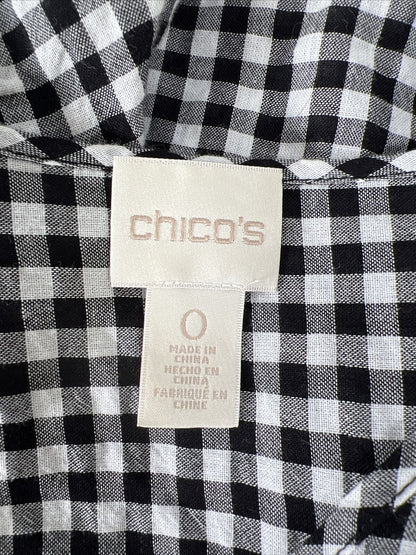 chico's
0
MADE IN
CHINA
HECHO EN
CHINA
FABRIQUÉ EN
CHINE